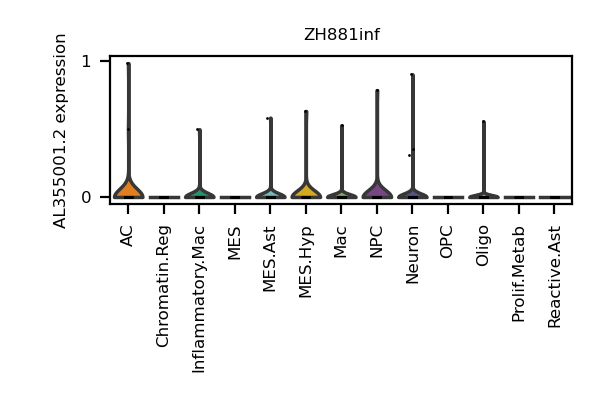 ZH881inf
AL355001.2 expression
1
0
AC
Chromatin.Reg
Inflammatory.Mac
MES
MES.Ast
MES.Hyp
Mac
NPC
Neuron
OPC
Oligo
Prolif.Metab
Reactive.Ast